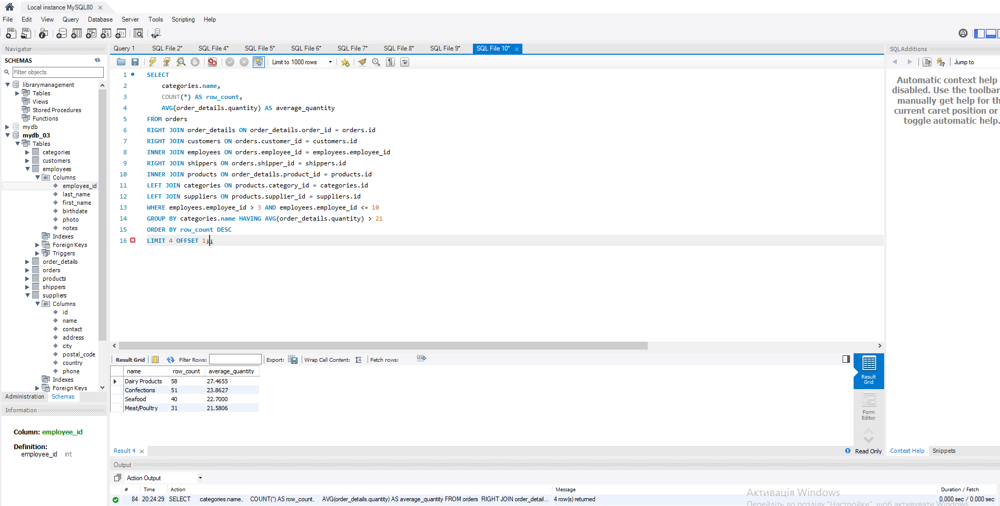 Local instance MySQL80
File Edit View Query Database Server Tools Scripting Help
Navigator
SCHEMAS
Filter objects
librarymanagement
Tables
Views
Stored Procedures
Functions
mydb
mydb_03
Tables
categories
customers
employees
Columns
employee_id
last_name
first_name
birthdate
photo
notes
Indexes
Foreign Keys
Triggers
order_details
orders
products
shippers
suppliers
Columns
id
name
contact
address
city
postal_code
country
phone
Indexes
Foreign Keys
Administration Schemas
Information
Column: employee_id
Definition:
employee_id int
Query 1 SQL File 2* SQL File 4* SQL File 5* SQL File 6* SQL File 7* SQL File 8* SQL File 9* SQL File 10*
Limit to 1000 rows
1 SELECT
2 categories.name,
3 COUNT(*) AS row_count,
4 AVG(order_details.quantity) AS average_quantity
5 FROM orders
6 RIGHT JOIN order_details ON order_details.order_id = orders.id
7 RIGHT JOIN customers ON orders.customer_id = customers.id
8 INNER JOIN employees ON orders.employee_id = employees.employee_id
9 RIGHT JOIN shippers ON orders.shipper_id = shippers.id
10 INNER JOIN products ON order_details.product_id = products.id
11 LEFT JOIN categories ON products.category_id = categories.id
12 LEFT JOIN suppliers ON products.supplier_id = suppliers.id
13 WHERE employees.employee_id > 3 AND employees.employee_id <= 10
14 GROUP BY categories.name HAVING AVG(order_details.quantity) > 21
15 ORDER BY row_count DESC
16 LIMIT 4 OFFSET 1;;
Result Grid Filter Rows: Export: Wrap Cell Content: Fetch rows:
name row_count average_quantity
Dairy Products 58 27.4655
Confections 51 23.8627
Seafood 40 22.7000
Meat/Poultry 31 21.5806
Result Grid
Form Editor
Result 4
Read Only
Output
Action Output
# Time Action Message Duration / Fetch
84 20:24:29 SELECT categories.name, COUNT(*) AS row_count, AVG(order_details.quantity) AS average_quantity FROM orders RIGHT JOIN order_detail... 4 row(s) returned 0.000 sec / 0.000 sec
SQLAdditions
Jump to
Automatic context help
disabled. Use the toolbar
manually get help for th
current caret position or
toggle automatic help.
Context Help Snippets
Активація Windows
Перейдіть до розділу "Настройки", щоб активувати Windows.